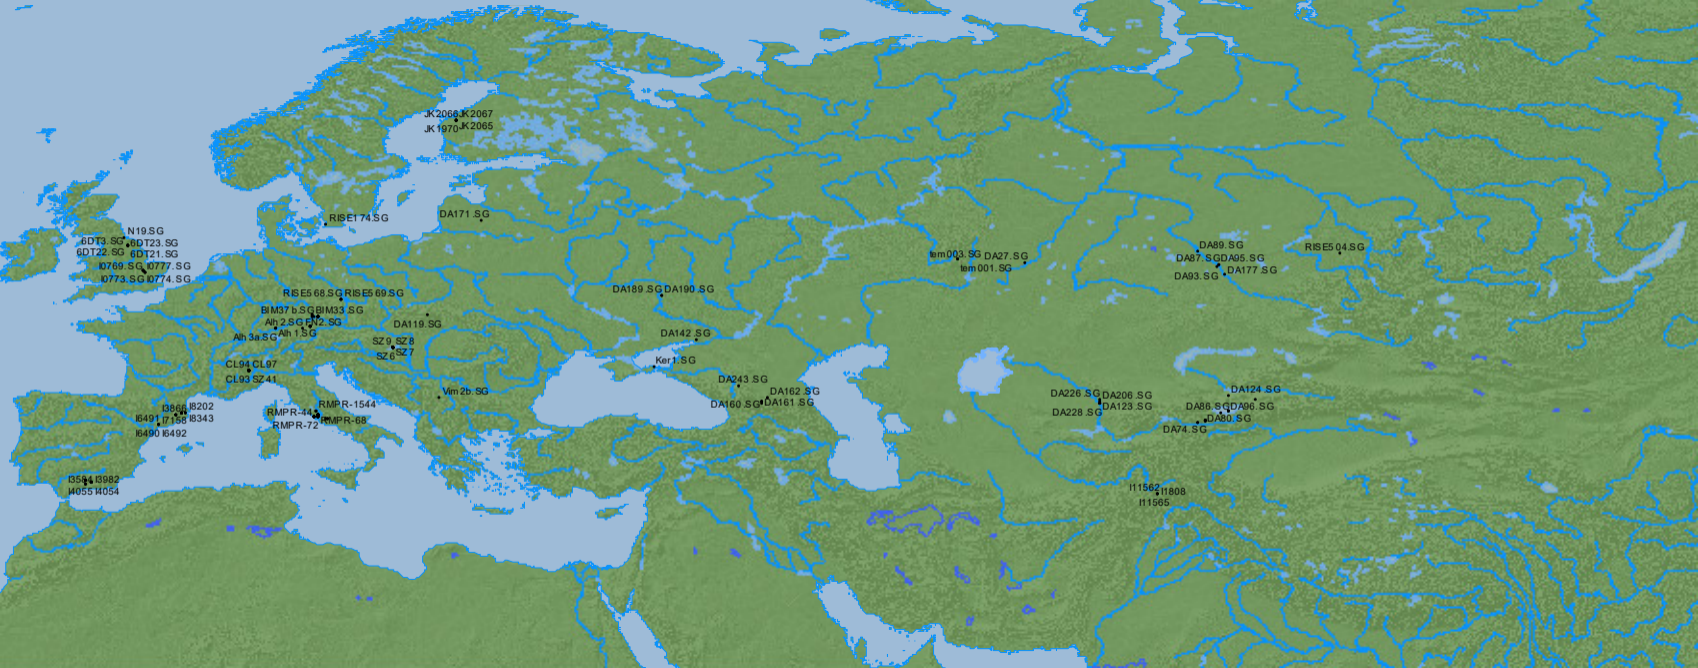 JK2066 JK2067
JK1970 JK2065
RISE174.SG
DA171.SG
N19.SG
6DT3.SG 6DT23.SG
6DT22.SG 6DT21.SG
I0769.SG I0777.SG
I0773.SG I0774.SG
DA89.SG
RISE504.SG
tem003.SG DA27.SG
DA87.SG DA95.SG
tem001.SG
DA93.SG DA177.SG
RISE568.SG RISE569.SG
DA189.SG DA190.SG
BIM37b.SG BIM33.SG
Alh2.SG FN2.SG
DA119.SG
Alh3a.SG Alh1.SG
DA142.SG
SZ9 SZ8
SZ7
SZ6
Ker1.SG
CL94 CL97
CL93 SZ41
DA243.SG
Vim2b.SG
DA162.SG
DA160.SG DA161.SG
DA124.SG
DA226.SG DA206.SG
DA228.SG DA123.SG
DA86.SG DA96.SG
DA80.SG
DA74.SG
RMPR-1544
RMPR-44
RMPR-68
RMPR-72
I8202
I6491 I7158 I8343
I6490 I6492
I3982
I4055 I4054
I11562 I1808
I11565